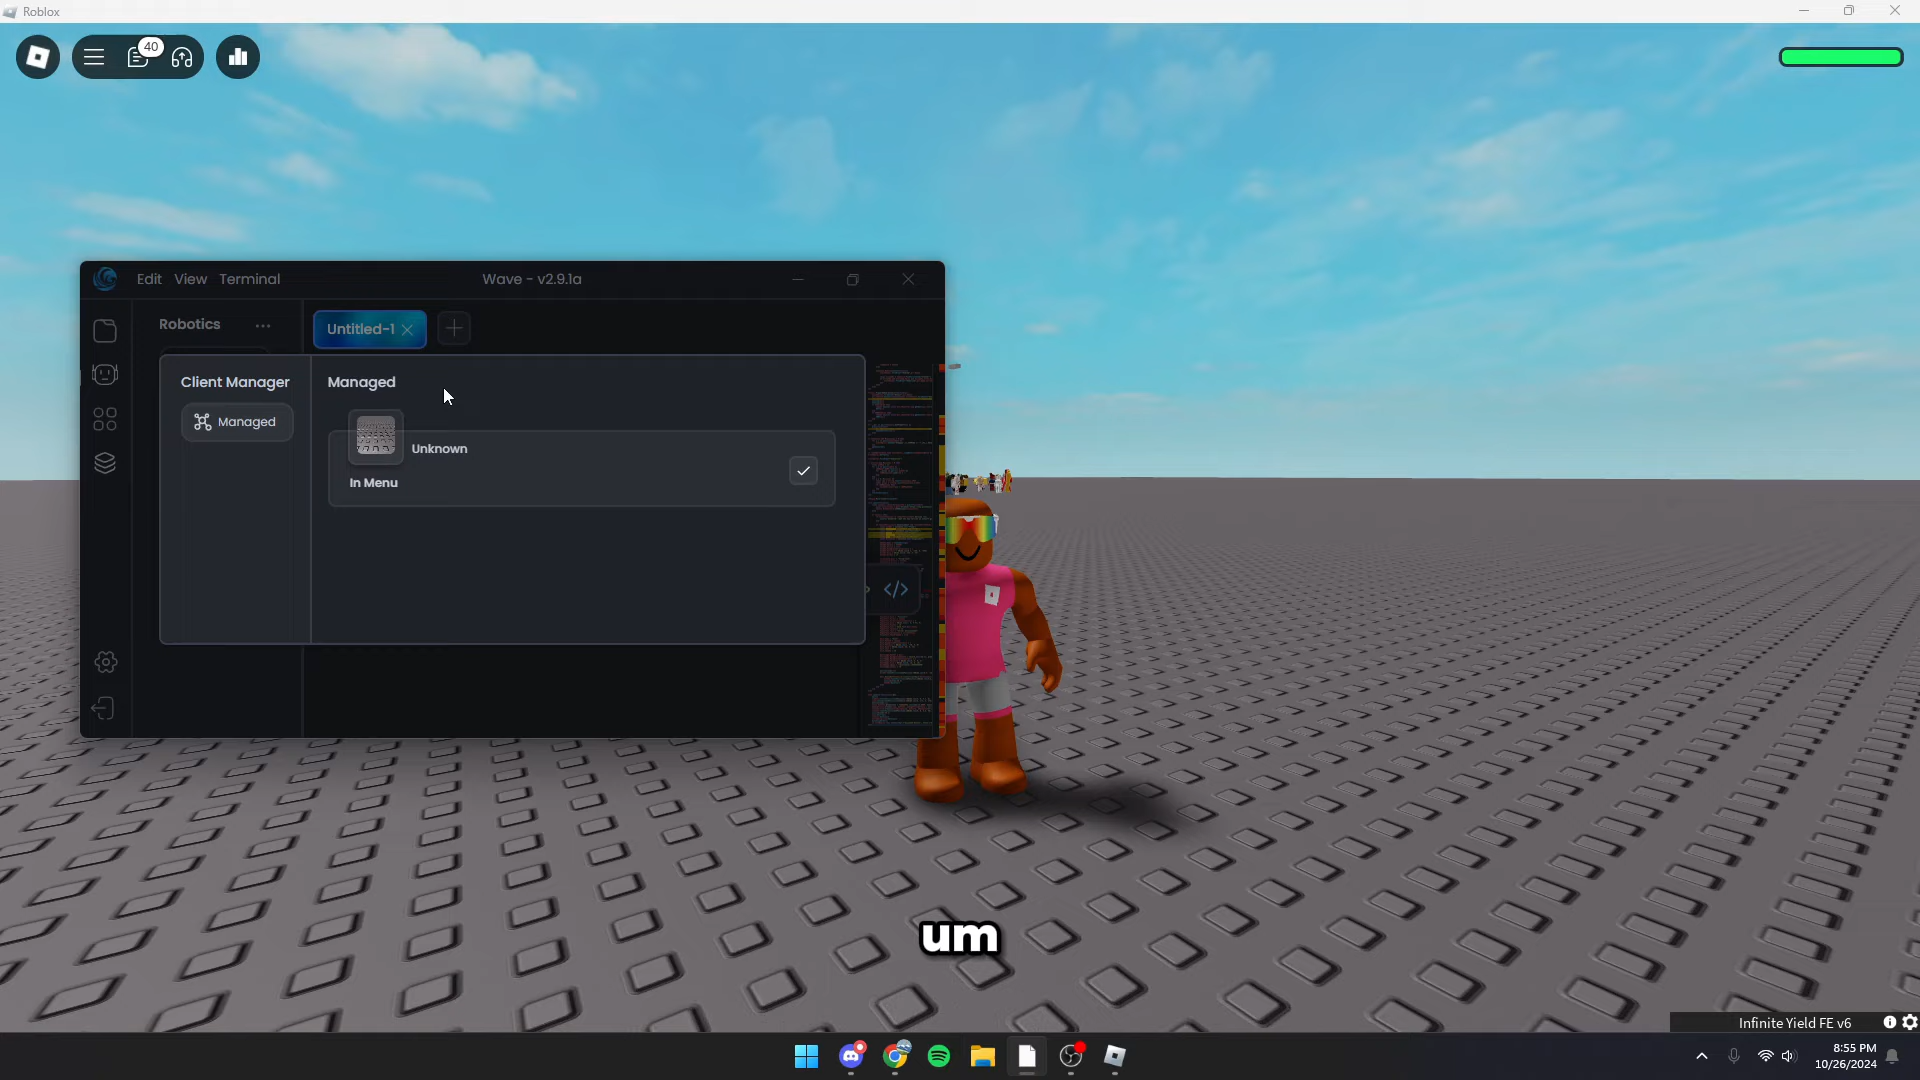 Roblox
40
Edit View Terminal
Wave - v2.9.1a
Robotics
Untitled-1
Client Manager
Managed
Managed
Unknown
In Menu
</>
um
Infinite Yield FE v6
8:55 PM
10/26/2024